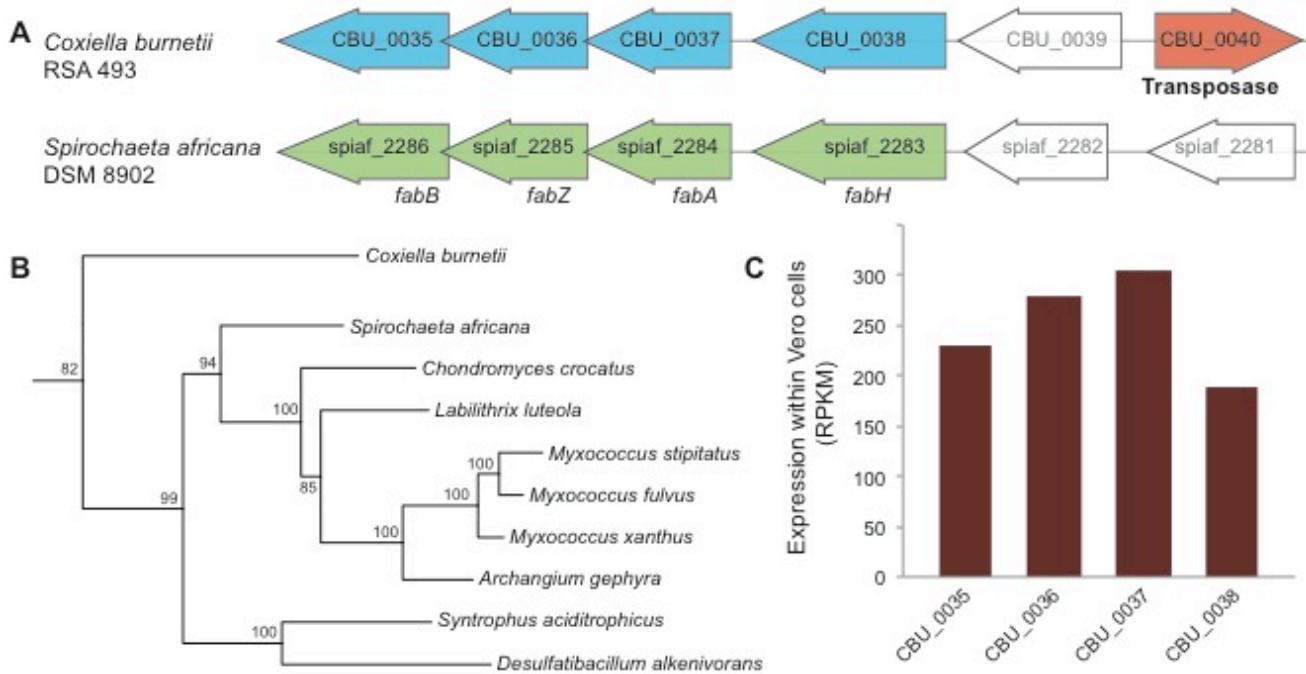 A
Coxiella burnetii
RSA 493
CBU_0035 CBU_0036 CBU_0037 CBU_0038 CBU_0039 CBU_0040
Transposase
Spirochaeta africana
DSM 8902
spiaf_2286 spiaf_2285 spiaf_2284 spiaf_2283 spiaf_2282 spiaf_2281
fabB fabZ fabA fabH
B
Coxiella burnetii
Spirochaeta africana
94
82
Chondromyces crocatus
100
Labilithrix luteola
Myxococcus stipitatus
100
Myxococcus fulvus
99 85 100
Myxococcus xanthus
100
Archangium gephyra
Syntrophus aciditrophicus
100
Desulfatibacillum alkenivorans
C
Expression within Vero cells
(RPKM)
300
250
200
150
100
50
0
CBU_0035 CBU_0036 CBU_0037 CBU_0038